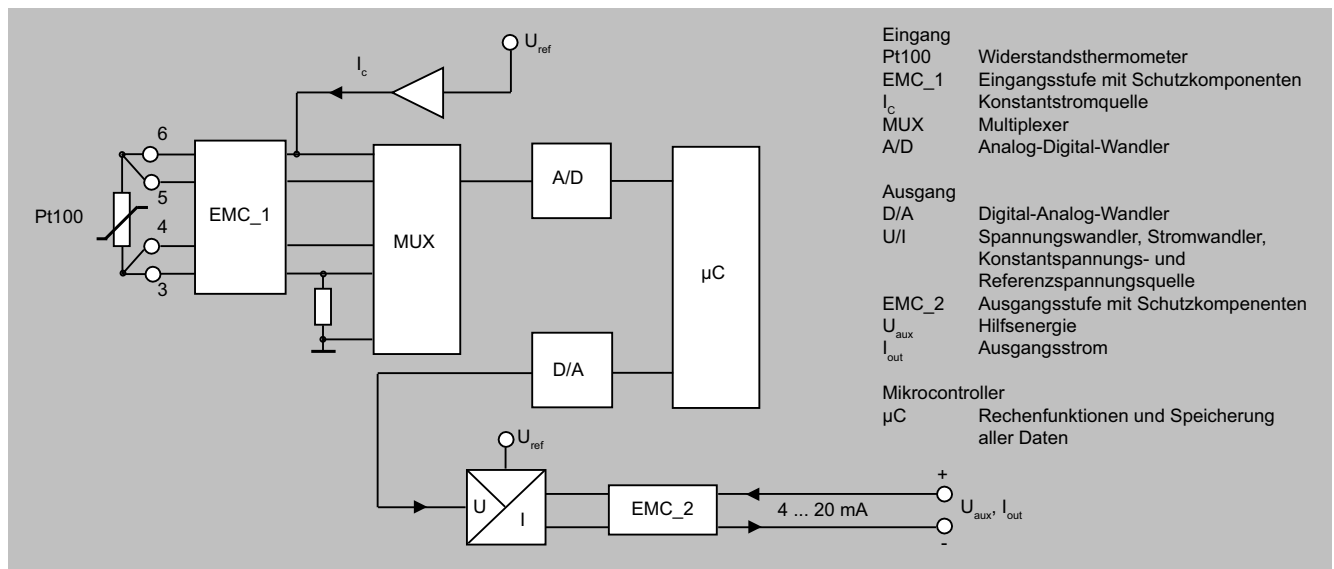 U_ref
I_c
6
5
Pt100
4
3
EMC_1
MUX
A/D
µC
D/A
U_ref
U
I
EMC_2
4 ... 20 mA
+
U_aux, I_out
-
Eingang
Pt100 Widerstandsthermometer
EMC_1 Eingangsstufe mit Schutzkomponenten
I_C Konstantstromquelle
MUX Multiplexer
A/D Analog-Digital-Wandler
Ausgang
D/A Digital-Analog-Wandler
U/I Spannungswandler, Stromwandler,
Konstantspannungs- und
Referenzspannungsquelle
EMC_2 Ausgangsstufe mit Schutzkompenenten
U_aux Hilfsenergie
I_out Ausgangsstrom
Mikrocontroller
µC Rechenfunktionen und Speicherung
aller Daten